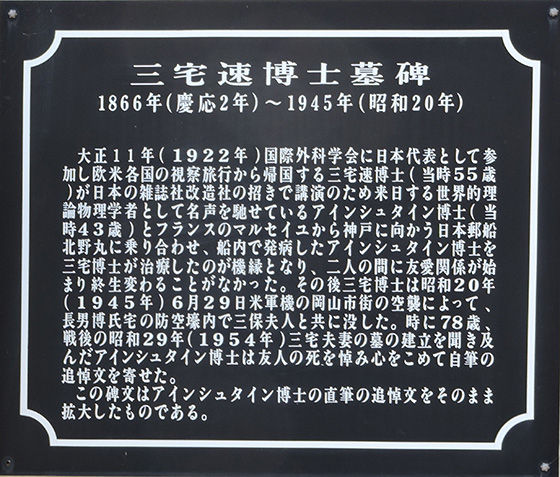 三宅速博士墓碑
1866年(慶応2年)～1945年(昭和20年)
大正11年(1922年)国際外科学会に日本代表として参
加し欧米各国の視察旅行から帰国する三宅速博士(当時55歳
)が日本の雑誌社改造社の招きで講演のため来日する世界的理
論物理学者として名声を馳せているアインシュタイン博士(当
時43歳)とフランスのマルセイユから神戸に向かう日本郵船
北野丸に乗り合わせ、船内で発病したアインシュタイン博士を
三宅博士が治療したのが機縁となり、二人の間に友愛関係が始
まり終生変わることがなかった。その後三宅博士は昭和20年
(1945年)6月29日米軍機の岡山市街の空襲によって、
長男博氏宅の防空壕内で三保夫人と共に没した。時に78歳、
戦後の昭和29年(1954年)三宅夫妻の墓の建立を聞き及
んだアインシュタイン博士は友人の死を悼み心をこめて自筆の
追悼文を寄せた。
この碑文はアインシュタイン博士の直筆の追悼文をそのまま
拡大したものである。